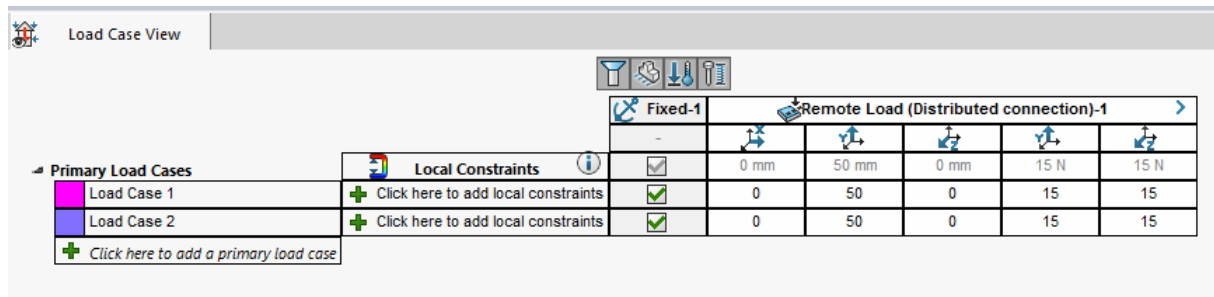 Load Case View
Fixed-1 Remote Load (Distributed connection)-1
-
Primary Load Cases Local Constraints 0 mm 50 mm 0 mm 15 N 15 N
Load Case 1 Click here to add local constraints 0 50 0 15 15
Load Case 2 Click here to add local constraints 0 50 0 15 15
Click here to add a primary load case